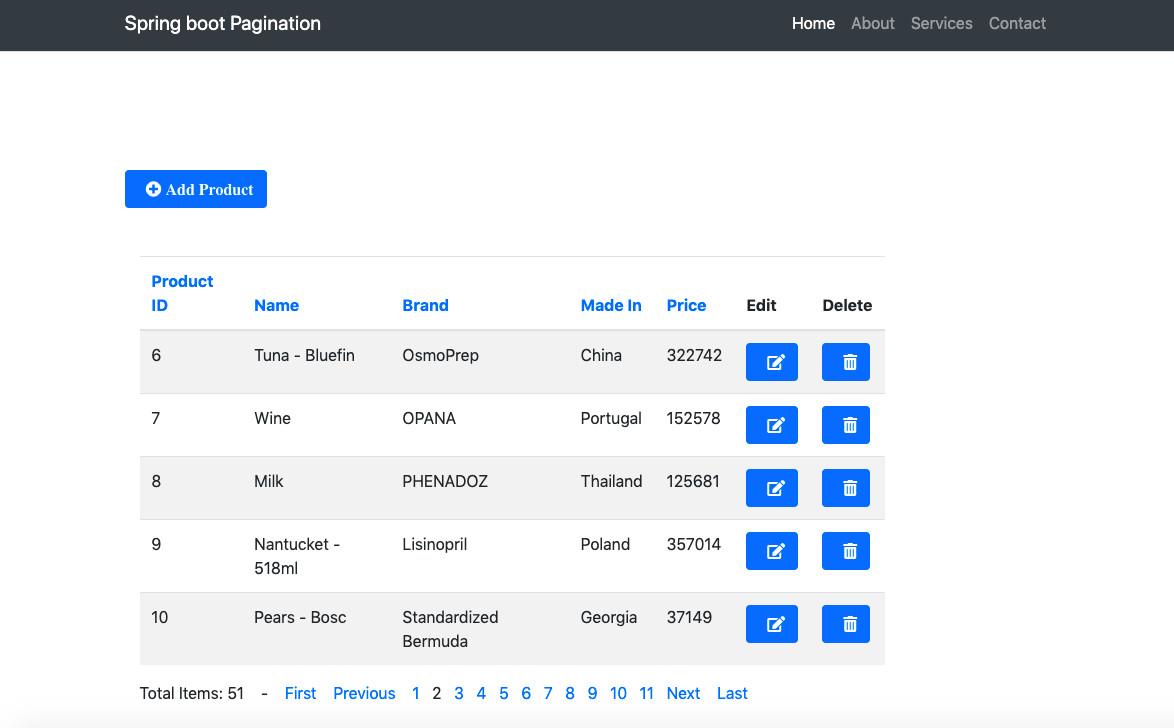 Spring boot Pagination Home About Services Contact
Add Product
Product
ID Name Brand Made In Price Edit Delete
6 Tuna - Bluefin OsmoPrep China 322742
7 Wine OPANA Portugal 152578
8 Milk PHENADOZ Thailand 125681
9 Nantucket - Lisinopril Poland 357014
518ml
10 Pears - Bosc Standardized Georgia 37149
Bermuda
Total Items: 51 - First Previous 1 2 3 4 5 6 7 8 9 10 11 Next Last